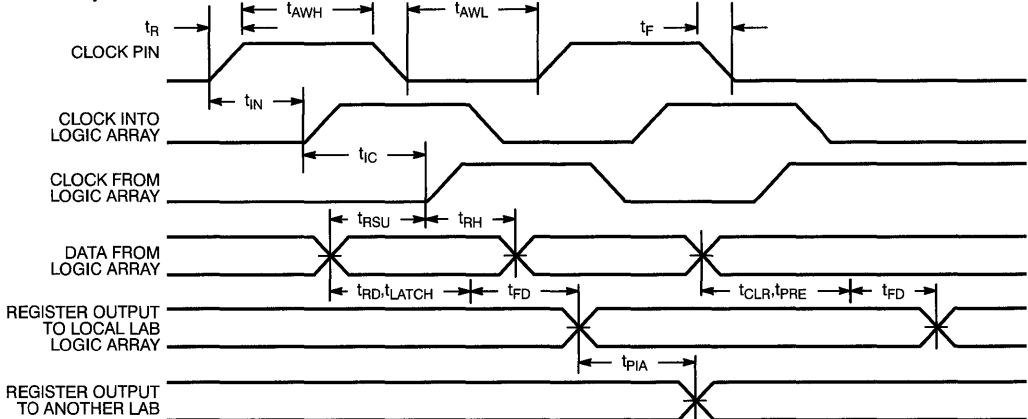 tR
tAWH
tAWL
tF
CLOCK PIN
tIN
CLOCK INTO
LOGIC ARRAY
tIC
CLOCK FROM
LOGIC ARRAY
tRSU
tRH
DATA FROM
LOGIC ARRAY
tRD,tLATCH
tFD
tCLR,tPRE
tFD
REGISTER OUTPUT
TO LOCAL LAB
LOGIC ARRAY
tPIA
REGISTER OUTPUT
TO ANOTHER LAB